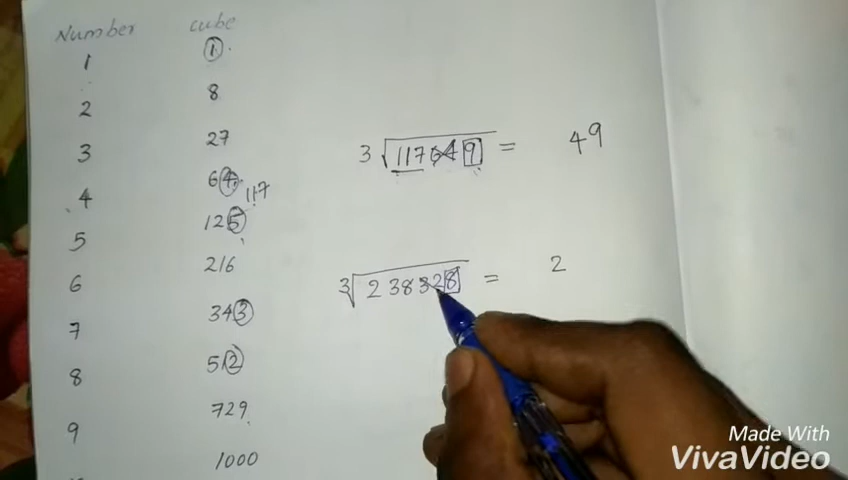 Number cube
1 1
2 8
3 27
4 64
117
5 125
6 216
7 343
8 512
9 729
1000
3√117649 = 49
3√238328 = 2
Made With
VivaVideo